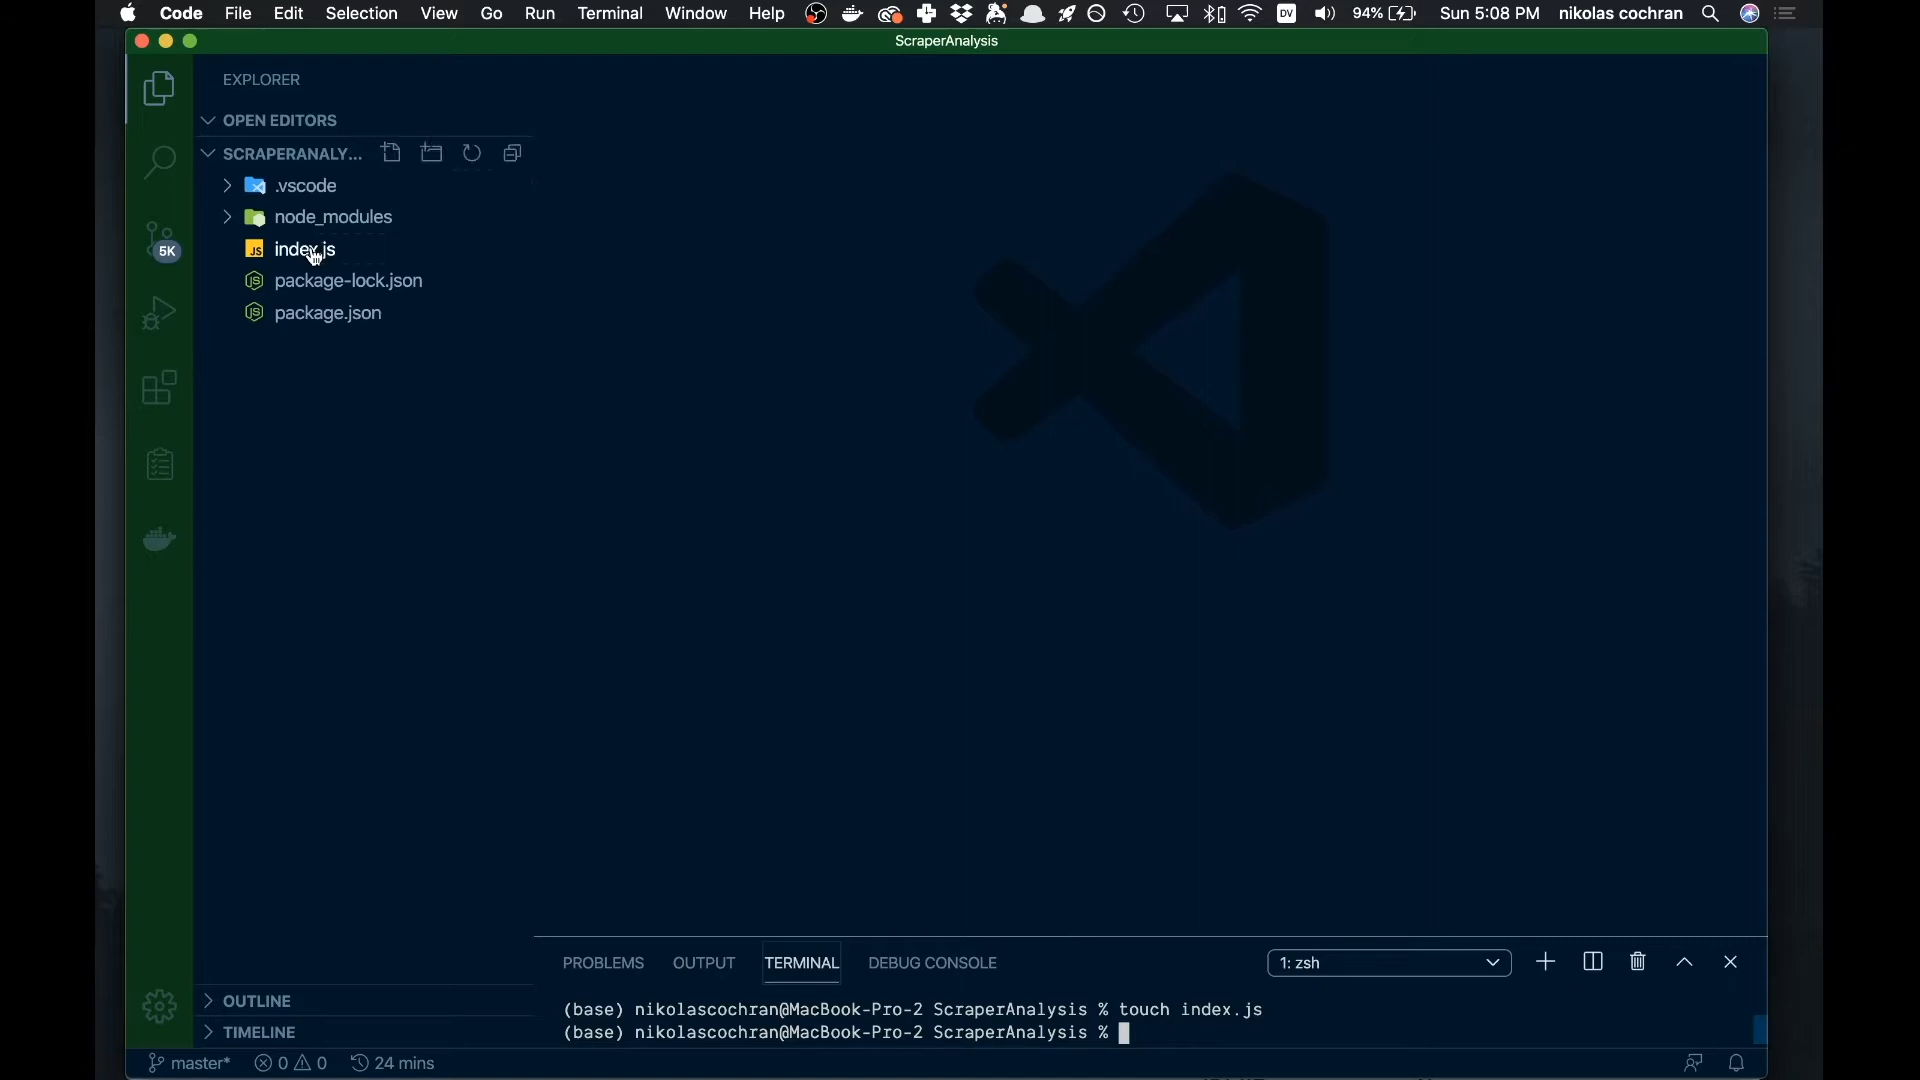 Code File Edit Selection View Go Run Terminal Window Help DV 94% Sun 5:08 PM nikolas cochran
ScraperAnalysis
EXPLORER
OPEN EDITORS
SCRAPERANALY...
.vscode
node_modules
JS index.js
5K
package-lock.json
package.json
PROBLEMS OUTPUT TERMINAL DEBUG CONSOLE 1: zsh
OUTLINE
(base) nikolascochran@MacBook-Pro-2 ScraperAnalysis % touch index.js
TIMELINE
(base) nikolascochran@MacBook-Pro-2 ScraperAnalysis %
master* 0 0 24 mins